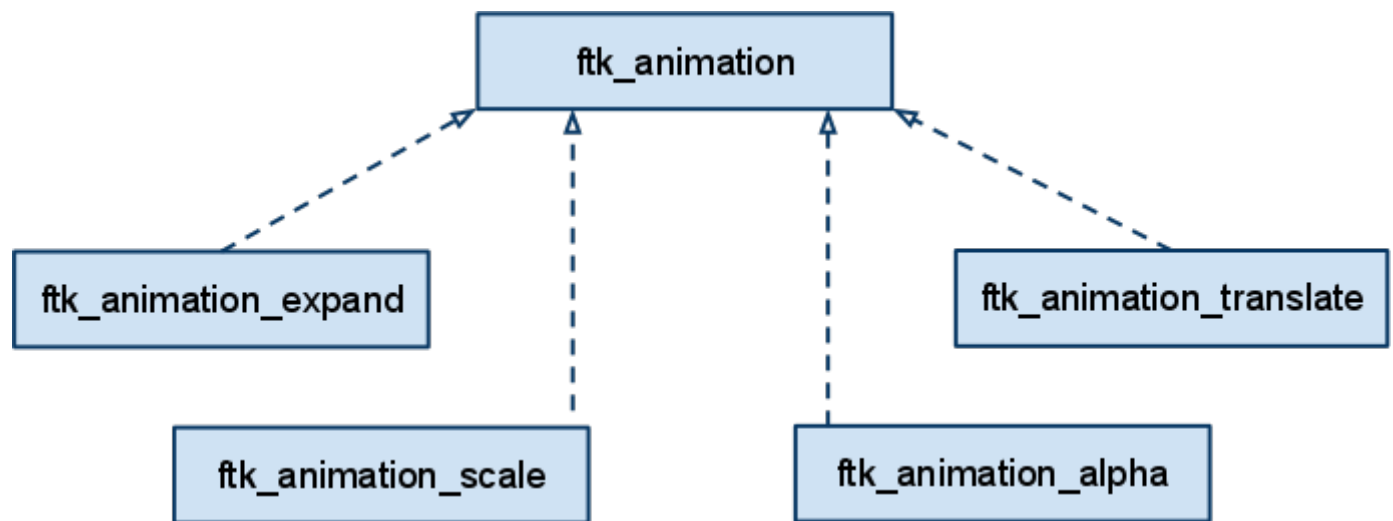 ftk_animation
ftk_animation_expand
ftk_animation_translate
ftk_animation_scale
ftk_animation_alpha